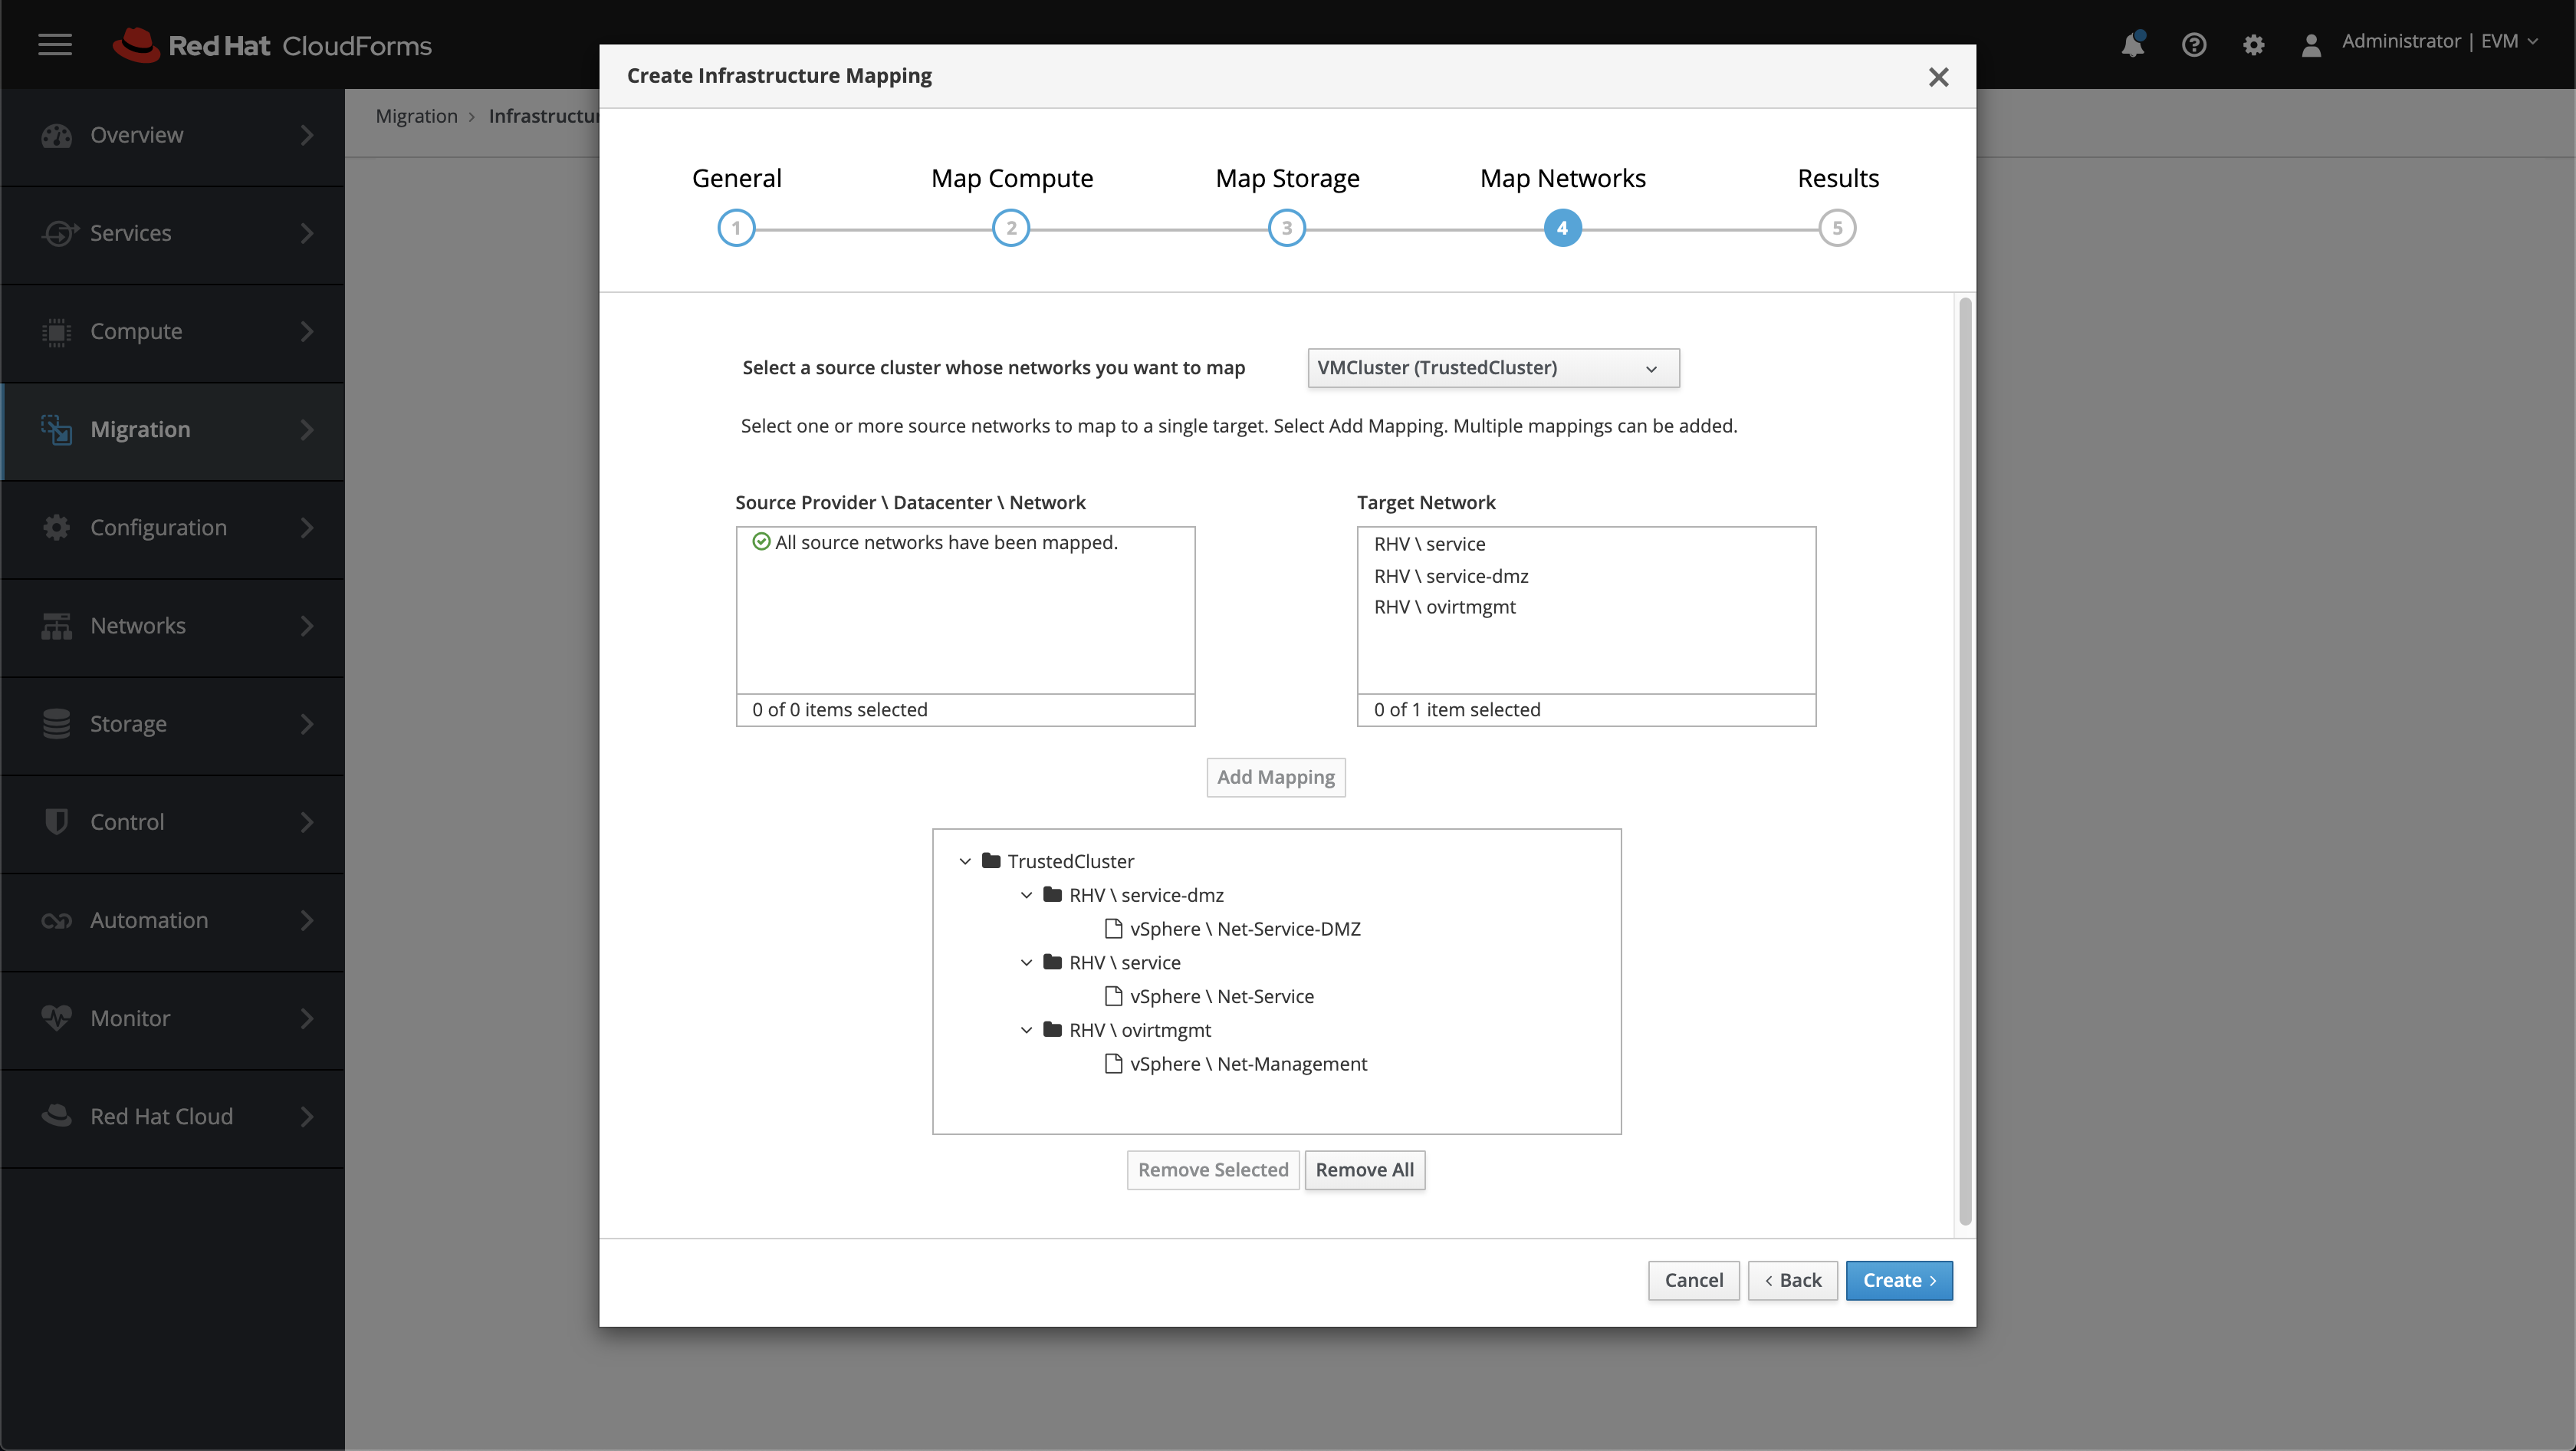 Red Hat CloudForms
Administrator | EVM
Overview
Services
Compute
Migration
Configuration
Networks
Storage
Control
Automation
Monitor
Red Hat Cloud
Migration > Infrastructu
Create Infrastructure Mapping
General
Map Compute
Map Storage
Map Networks
Results
1
2
3
4
5
Select a source cluster whose networks you want to map
VMCluster (TrustedCluster)
Select one or more source networks to map to a single target. Select Add Mapping. Multiple mappings can be added.
Source Provider \ Datacenter \ Network
All source networks have been mapped.
0 of 0 items selected
Target Network
RHV \ service
RHV \ service-dmz
RHV \ ovirtmgmt
0 of 1 item selected
Add Mapping
TrustedCluster
RHV \ service-dmz
vSphere \ Net-Service-DMZ
RHV \ service
vSphere \ Net-Service
RHV \ ovirtmgmt
vSphere \ Net-Management
Remove Selected
Remove All
Cancel
‹ Back
Create ›